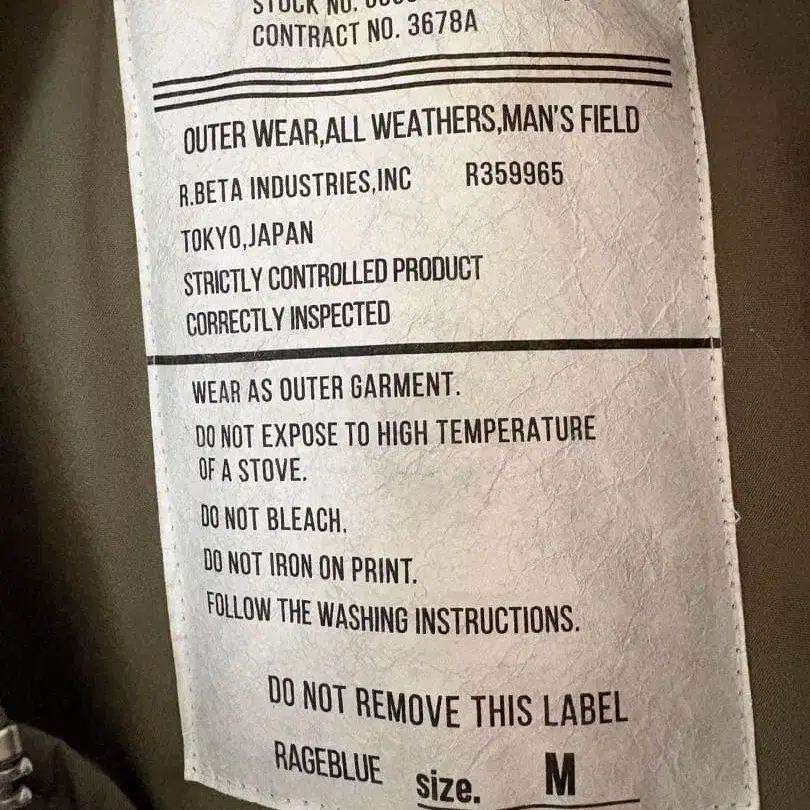 STOCK NO.
CONTRACT NO. 3678A
OUTER WEAR,ALL WEATHERS,MAN'S FIELD
R.BETA INDUSTRIES,INC R359965
TOKYO,JAPAN
STRICTLY CONTROLLED PRODUCT
CORRECTLY INSPECTED
WEAR AS OUTER GARMENT.
DO NOT EXPOSE TO HIGH TEMPERATURE
OF A STOVE.
DO NOT BLEACH.
DO NOT IRON ON PRINT.
FOLLOW THE WASHING INSTRUCTIONS.
DO NOT REMOVE THIS LABEL
RAGEBLUE size. M